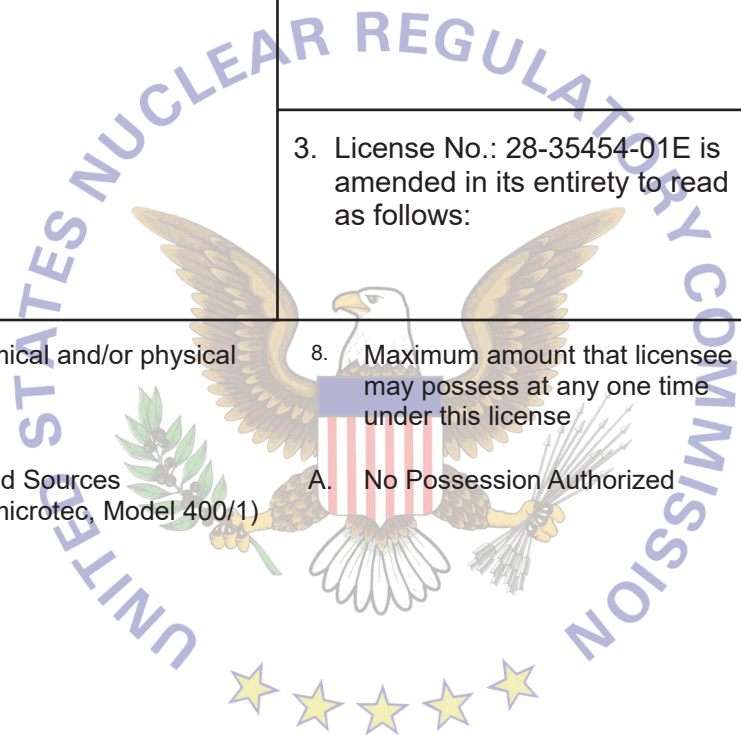 UNITED STATES NUCLEAR REGULATORY COMMISSION
3. License No.: 28-35454-01E is
amended in its entirety to read
as follows:
nical and/or physical
8. Maximum amount that licensee
may possess at any one time
under this license
d Sources
nicrotec, Model 400/1)
A. No Possession Authorized